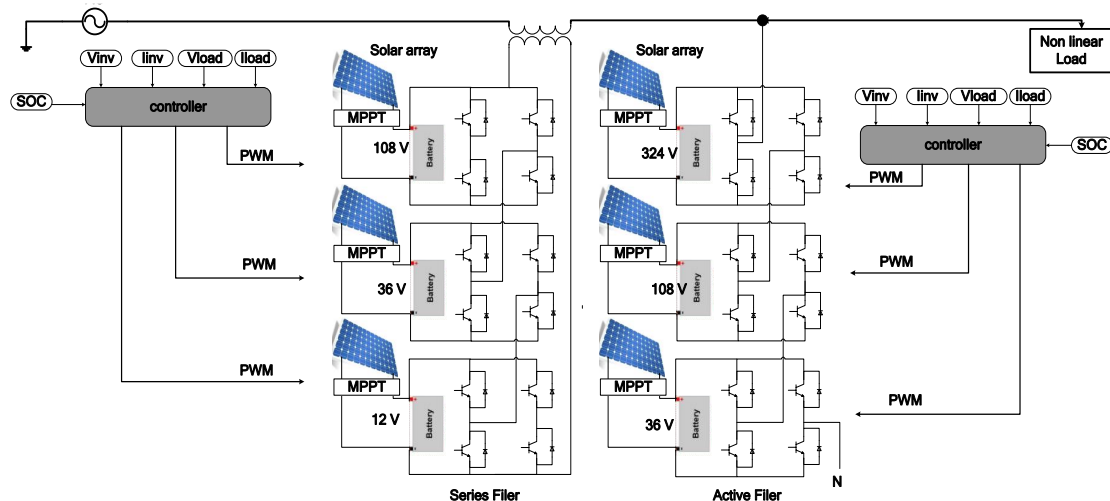 Solar array
Solar array
Non linear
Load
Vinv
Iinv
Vload
Iload
SOC
controller
PWM
PWM
PWM
MPPT
108 V
Battery
MPPT
36 V
Battery
MPPT
12 V
Battery
Series Filer
MPPT
324 V
Battery
MPPT
108 V
Battery
MPPT
36 V
Battery
N
Active Filer
Vinv
Iinv
Vload
Iload
controller
SOC
PWM
PWM
PWM